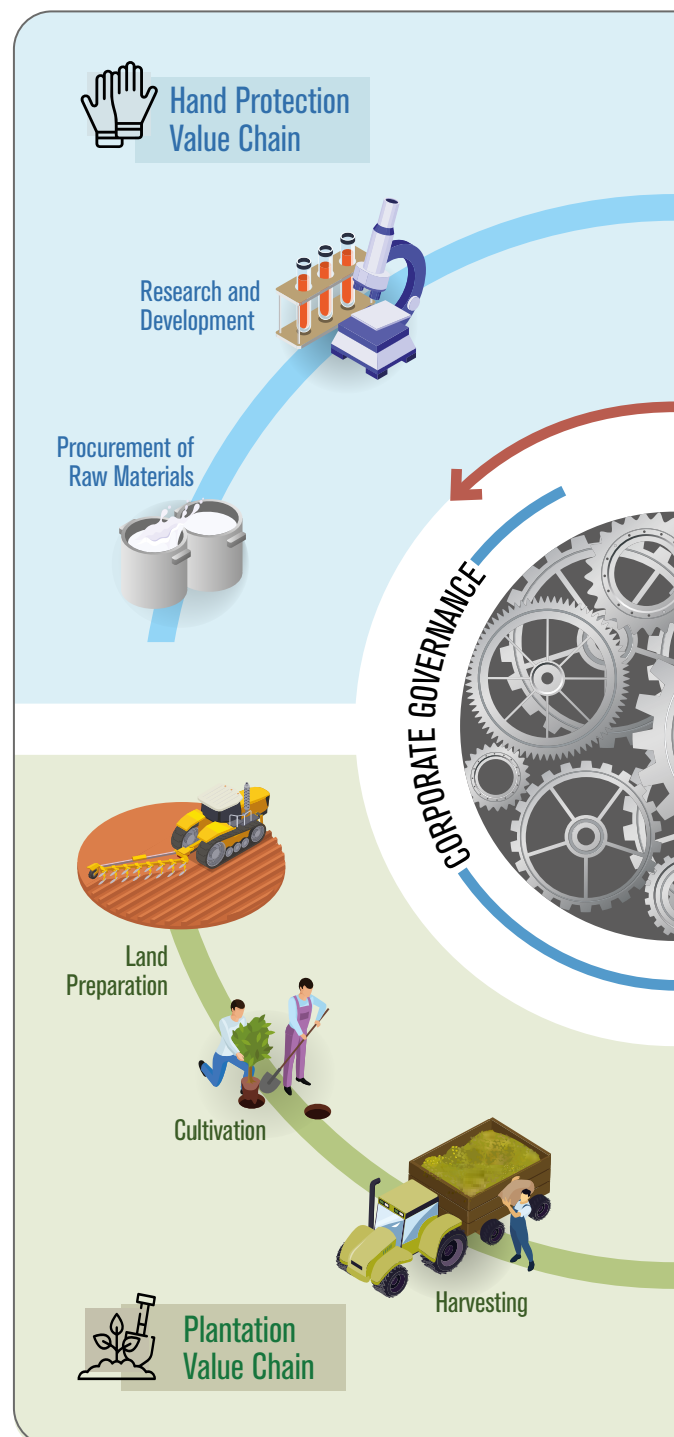 Hand Protection
Value Chain
Research and
Development
Procurement of
Raw Materials
CORPORATE GOVERNANCE
Land
Preparation
Cultivation
Harvesting
Plantation
Value Chain